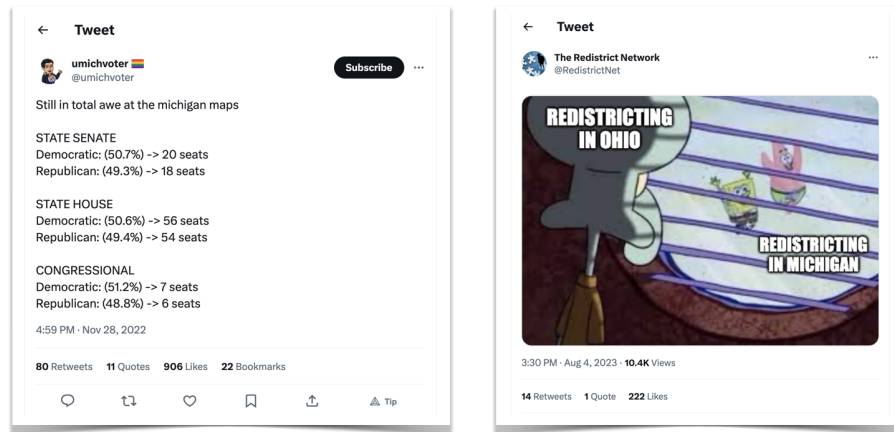 Tweet
umichvoter 🏳️‍🌈
@umichvoter
Subscribe
Still in total awe at the michigan maps
STATE SENATE
Democratic: (50.7%) -> 20 seats
Republican: (49.3%) -> 18 seats
STATE HOUSE
Democratic: (50.6%) -> 56 seats
Republican: (49.4%) -> 54 seats
CONGRESSIONAL
Democratic: (51.2%) -> 7 seats
Republican: (48.8%) -> 6 seats
4:59 PM · Nov 28, 2022
80 Retweets 11 Quotes 906 Likes 22 Bookmarks
Tip
Tweet
The Redistrict Network
@RedistrictNet
REDISTRICTING
IN OHIO
REDISTRICTING
IN MICHIGAN
3:30 PM · Aug 4, 2023 · 10.4K Views
14 Retweets 1 Quote 222 Likes